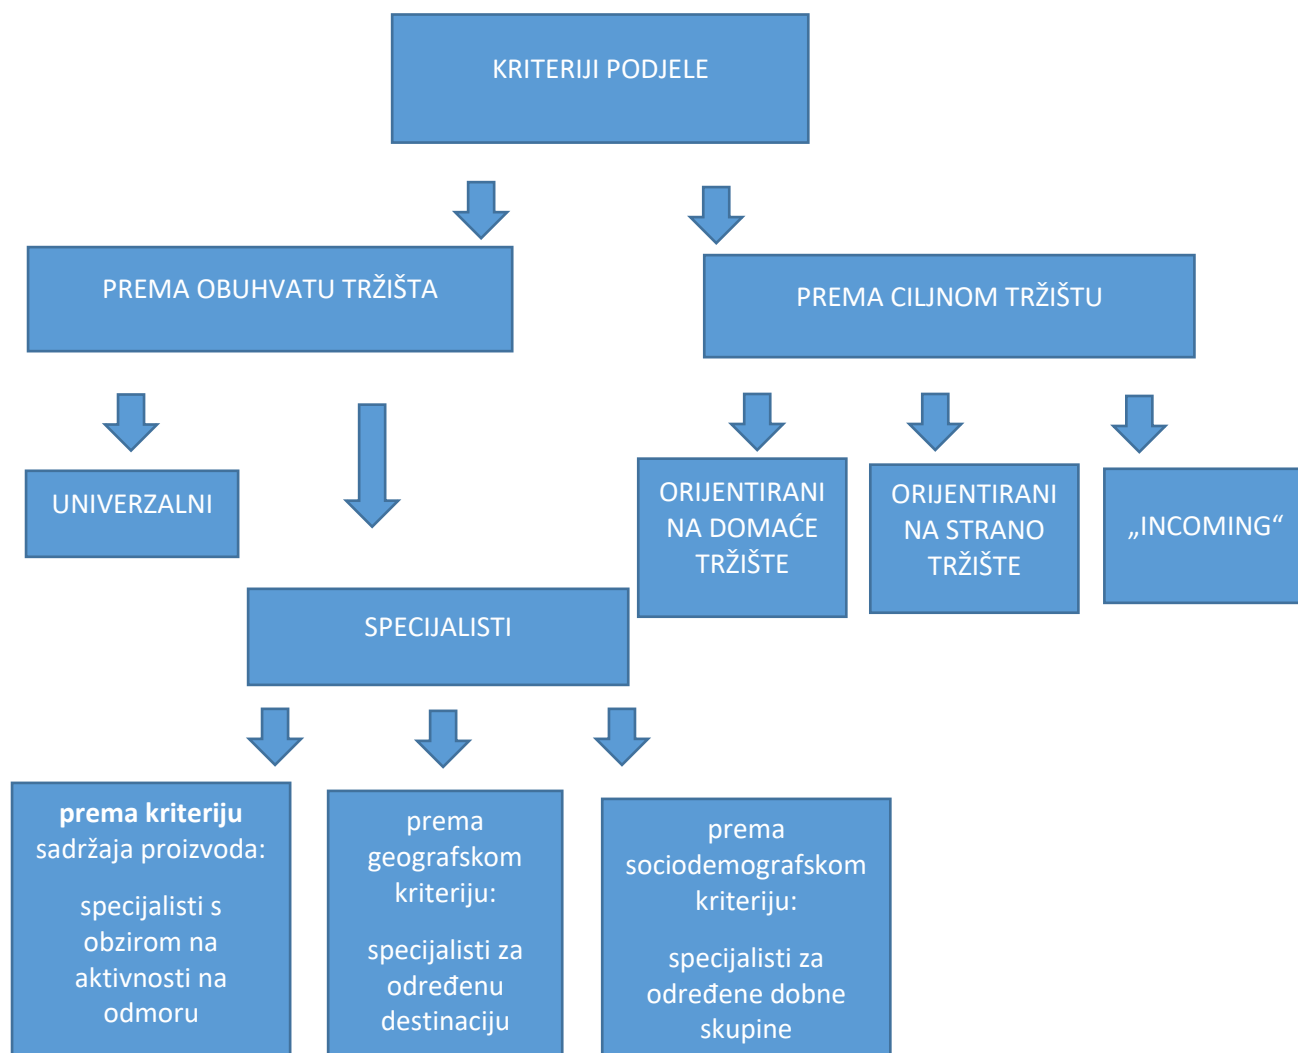 KRITERIJI PODJELE
PREMA OBUHVATU TRŽIŠTA
PREMA CILJNOM TRŽIŠTU
UNIVERZALNI
ORIJENTIRANI
NA DOMAĆE
TRŽIŠTE
ORIJENTIRANI
NA STRANO
TRŽIŠTE
„INCOMING“
SPECIJALISTI
prema kriteriju
sadržaja proizvoda:
specijalisti s
obzirom na
aktivnosti na
odmoru
prema
geografskom
kriteriju:
specijalisti za
određenu
destinaciju
prema
sociodemografskom
kriteriju:
specijalisti za
određene dobne
skupine